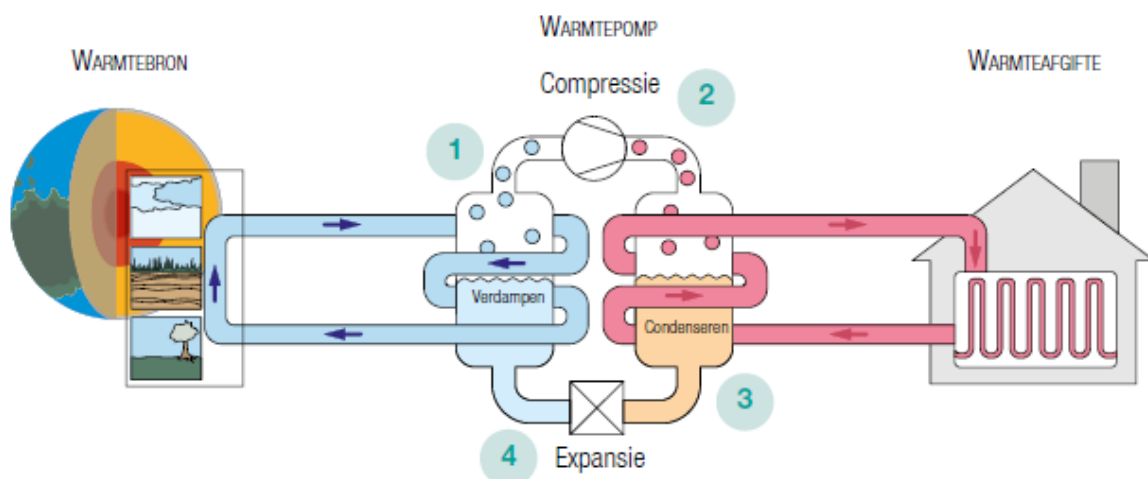 WARMTEPOMP
WARMTEBRON
WARMTEAFGIFTE
Compressie
2
1
Verdampen
Condenseren
3
4
Expansie